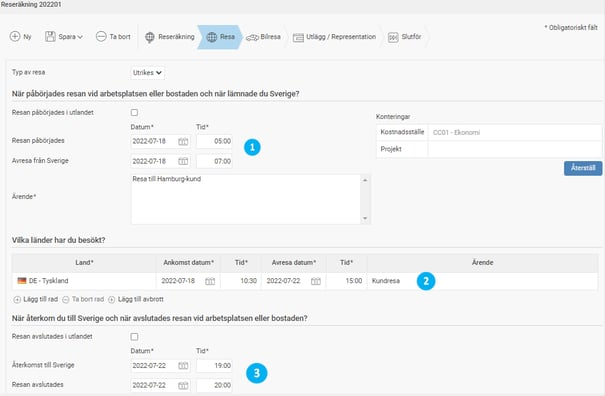 Reseräkning 202201
* Obligatoriskt fält
Ny Spara Ta bort Reseräkning Resa Bilresa Utlägg / Representation Slutför
Typ av resa Utrikes
När påbörjades resan vid arbetsplatsen eller bostaden och när lämnade du Sverige?
Resan påbörjades i utlandet
Konteringar
Datum* Tid*
Kostnadsställe CC01 - Ekonomi
Resan påbörjades 2022-07-18 05:00
1
Projekt
Avresa från Sverige 2022-07-18 07:00
Återställ
Ärende* Resa till Hamburg-kund
Vilka länder har du besökt?
Land* Ankomst datum* Tid* Avresa datum* Tid* Ärende
DE - Tyskland 2022-07-18 10:30 2022-07-22 15:00 Kundresa 2
Lägg till rad Ta bort rad Lägg till avbrott
När återkom du till Sverige och när avslutades resan vid arbetsplatsen eller bostaden?
Resan avslutades i utlandet
Datum* Tid*
Återkomst till Sverige 2022-07-22 19:00
3
Resan avslutades 2022-07-22 20:00